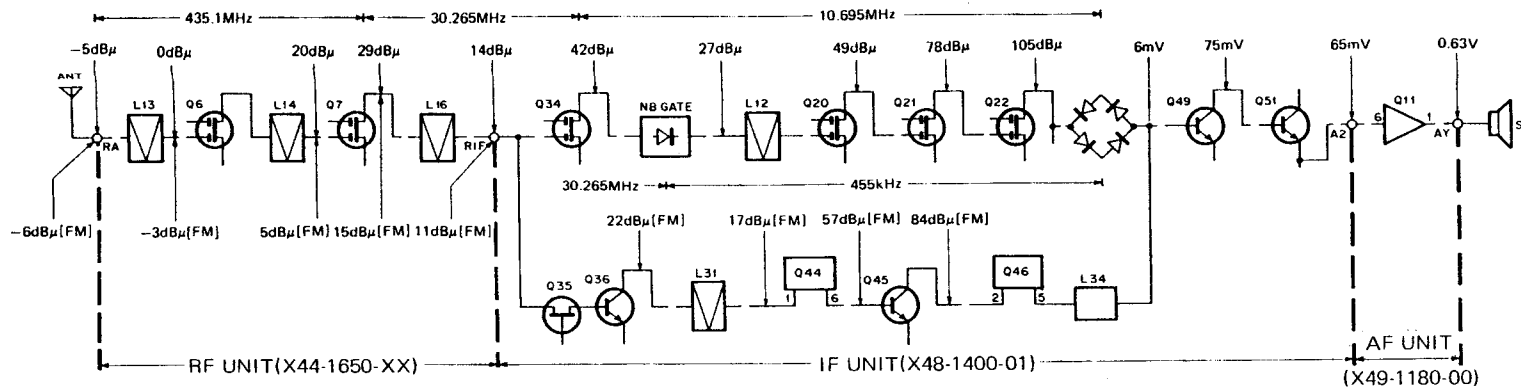 435.1MHz 30.265MHz 10.695MHz
-5dBμ 0dBμ 20dBμ 29dBμ 14dBμ 42dBμ 27dBμ 49dBμ 78dBμ 105dBμ 6mV 75mV 65mV 0.63V
ANT L13 Q6 L14 Q7 L16 Q34 NB GATE L12 Q20 Q21 Q22 Q49 Q51 Q11
RA RIF A2 6 1 AY S
30.265MHz 455kHz
-6dBμ[FM] -3dBμ[FM] 5dBμ[FM] 15dBμ[FM] 11dBμ[FM] 22dBμ[FM] 17dBμ[FM] 57dBμ[FM] 84dBμ[FM]
Q35 Q36 L31 Q44 Q45 Q46 L34
1 6 2 5
RF UNIT(X44-1650-XX) IF UNIT(X48-1400-01) AF UNIT
(X49-1180-00)